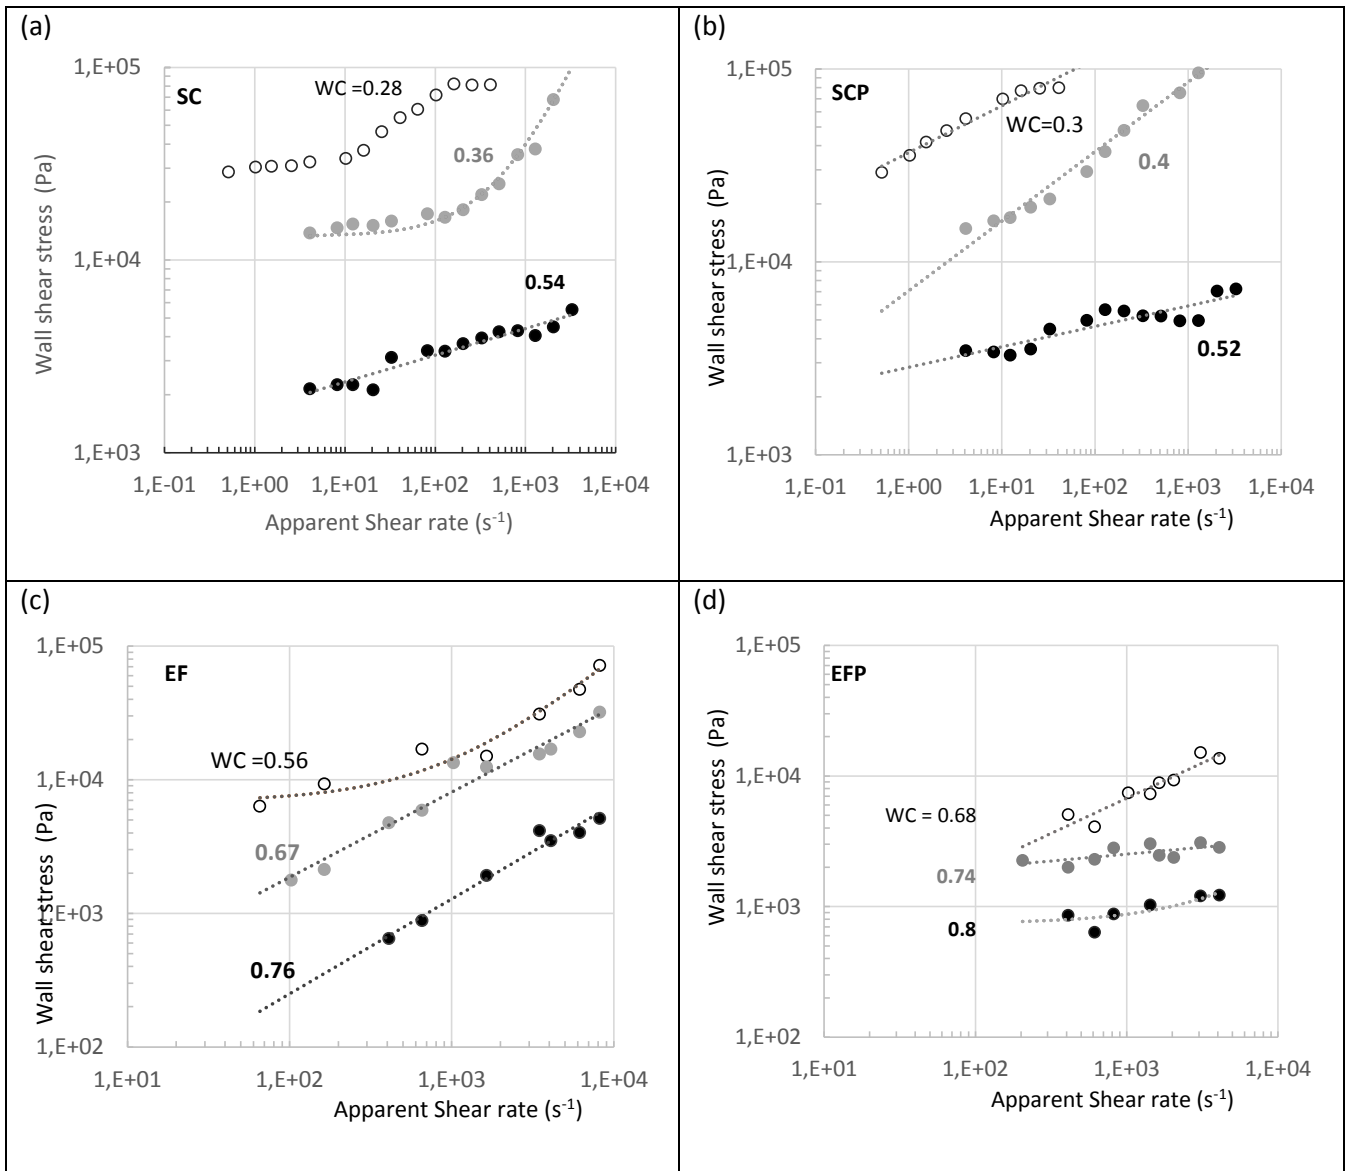 (a)
1,E+05
SC
WC =0.28
0.36
1,E+04
0.54
1,E+03
1,E-01 1,E+00 1,E+01 1,E+02 1,E+03 1,E+04
Apparent Shear rate (s-1)
Wall shear stress (Pa)
(b)
1,E+05
SCP
WC=0.3
0.4
1,E+04
0.52
1,E+03
1,E-01 1,E+00 1,E+01 1,E+02 1,E+03 1,E+04
Apparent Shear rate (s-1)
Wall shear stress (Pa)
(c)
1,E+05
EF
WC =0.56
1,E+04
0.67
1,E+03
0.76
1,E+02
1,E+01 1,E+02 1,E+03 1,E+04
Apparent Shear rate (s-1)
Wall shear stress (Pa)
(d)
1,E+05
EFP
1,E+04
WC = 0.68
0.74
1,E+03
0.8
1,E+02
1,E+01 1,E+02 1,E+03 1,E+04
Apparent Shear rate (s-1)
Wall shear stress (Pa)